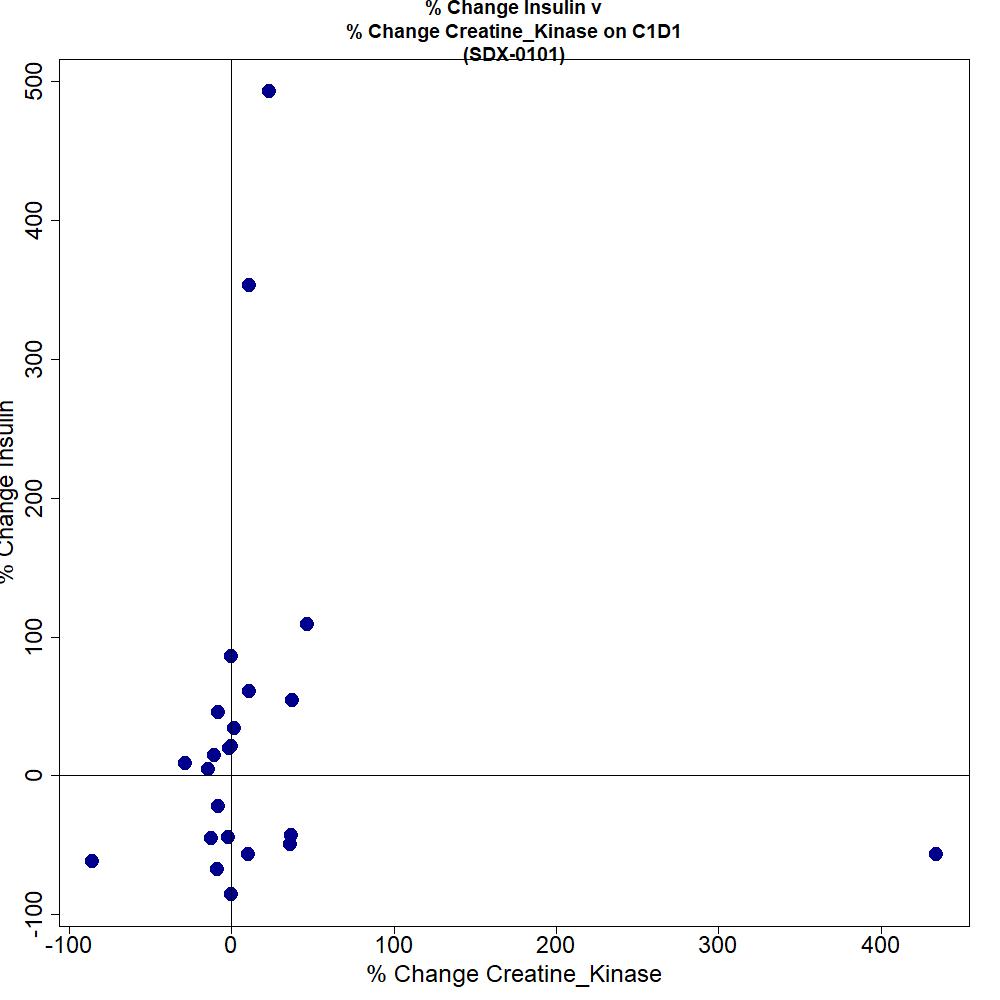 % Change Insulin v
% Change Creatine_Kinase on C1D1
(SDX-0101)
% Change Insulin
500
400
300
200
100
0
-100
-100 0 100 200 300 400
% Change Creatine_Kinase